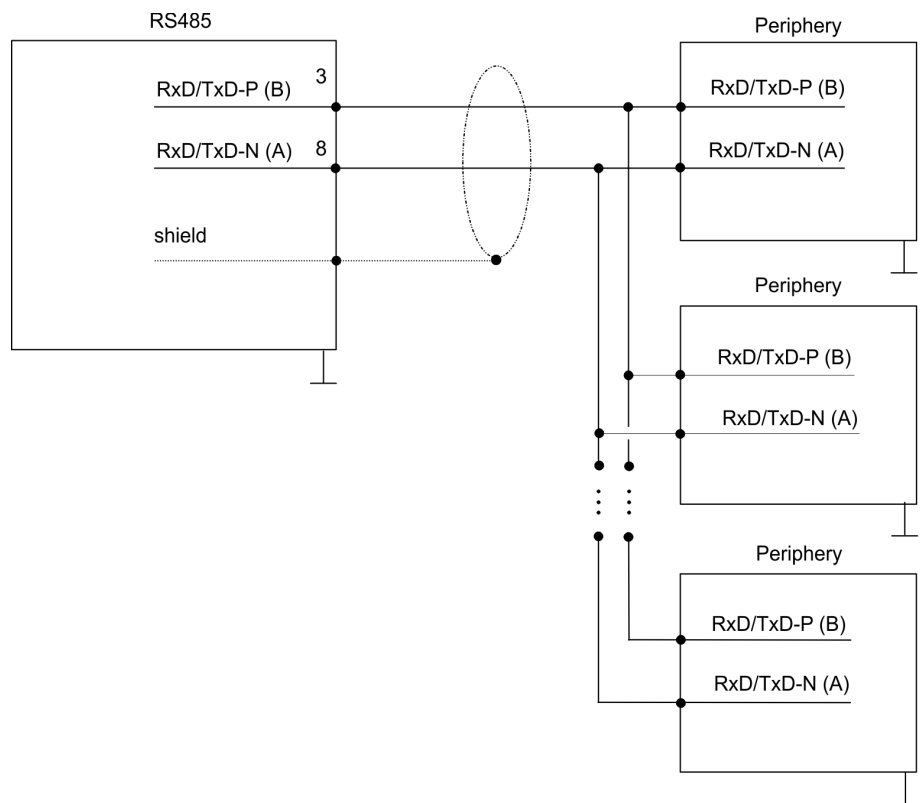 RS485
RxD/TxD-P (B) 3
RxD/TxD-N (A) 8
shield
Periphery
RxD/TxD-P (B)
RxD/TxD-N (A)
Periphery
RxD/TxD-P (B)
RxD/TxD-N (A)
Periphery
RxD/TxD-P (B)
RxD/TxD-N (A)